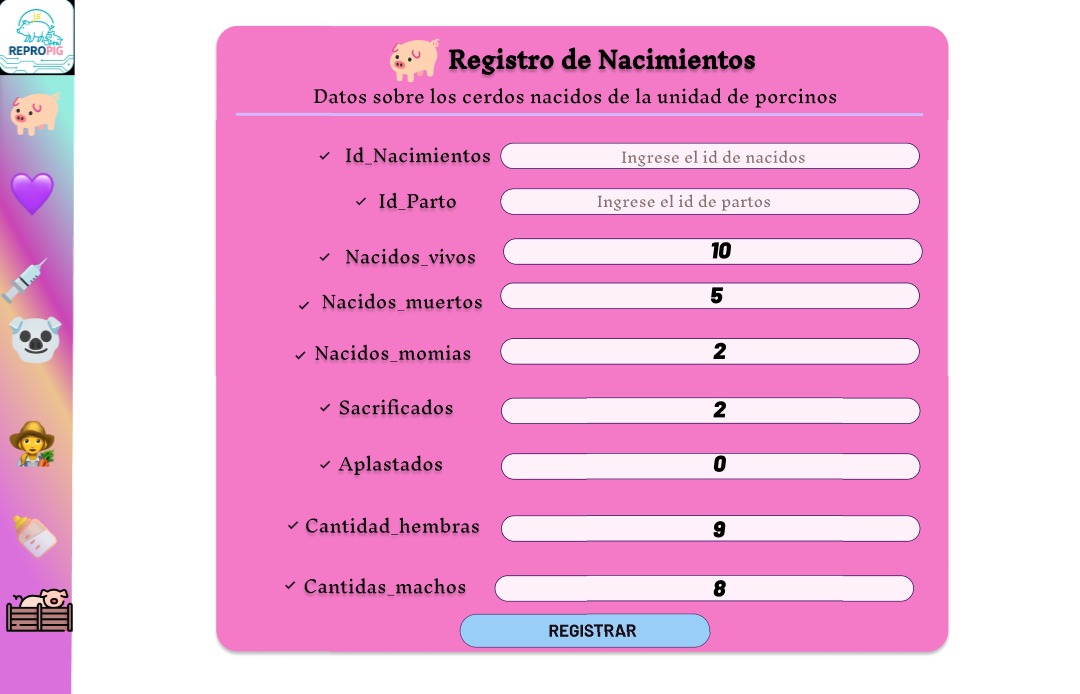 JS
REPROPIG
Registro de Nacimientos
Datos sobre los cerdos nacidos de la unidad de porcinos
Id_Nacimientos Ingrese el id de nacidos
Id_Parto Ingrese el id de partos
Nacidos_vivos 10
Nacidos_muertos 5
Nacidos_momias 2
Sacrificados 2
Aplastados 0
Cantidad_hembras 9
Cantidas_machos 8
REGISTRAR